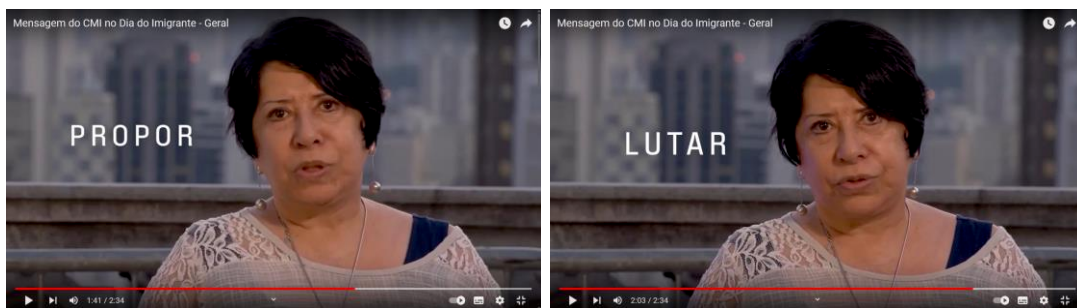 Mensagem do CMI no Dia do Imigrante - Geral
PROPOR
1:41 / 2:34
Mensagem do CMI no Dia do Imigrante - Geral
LUTAR
2:03 / 2:34